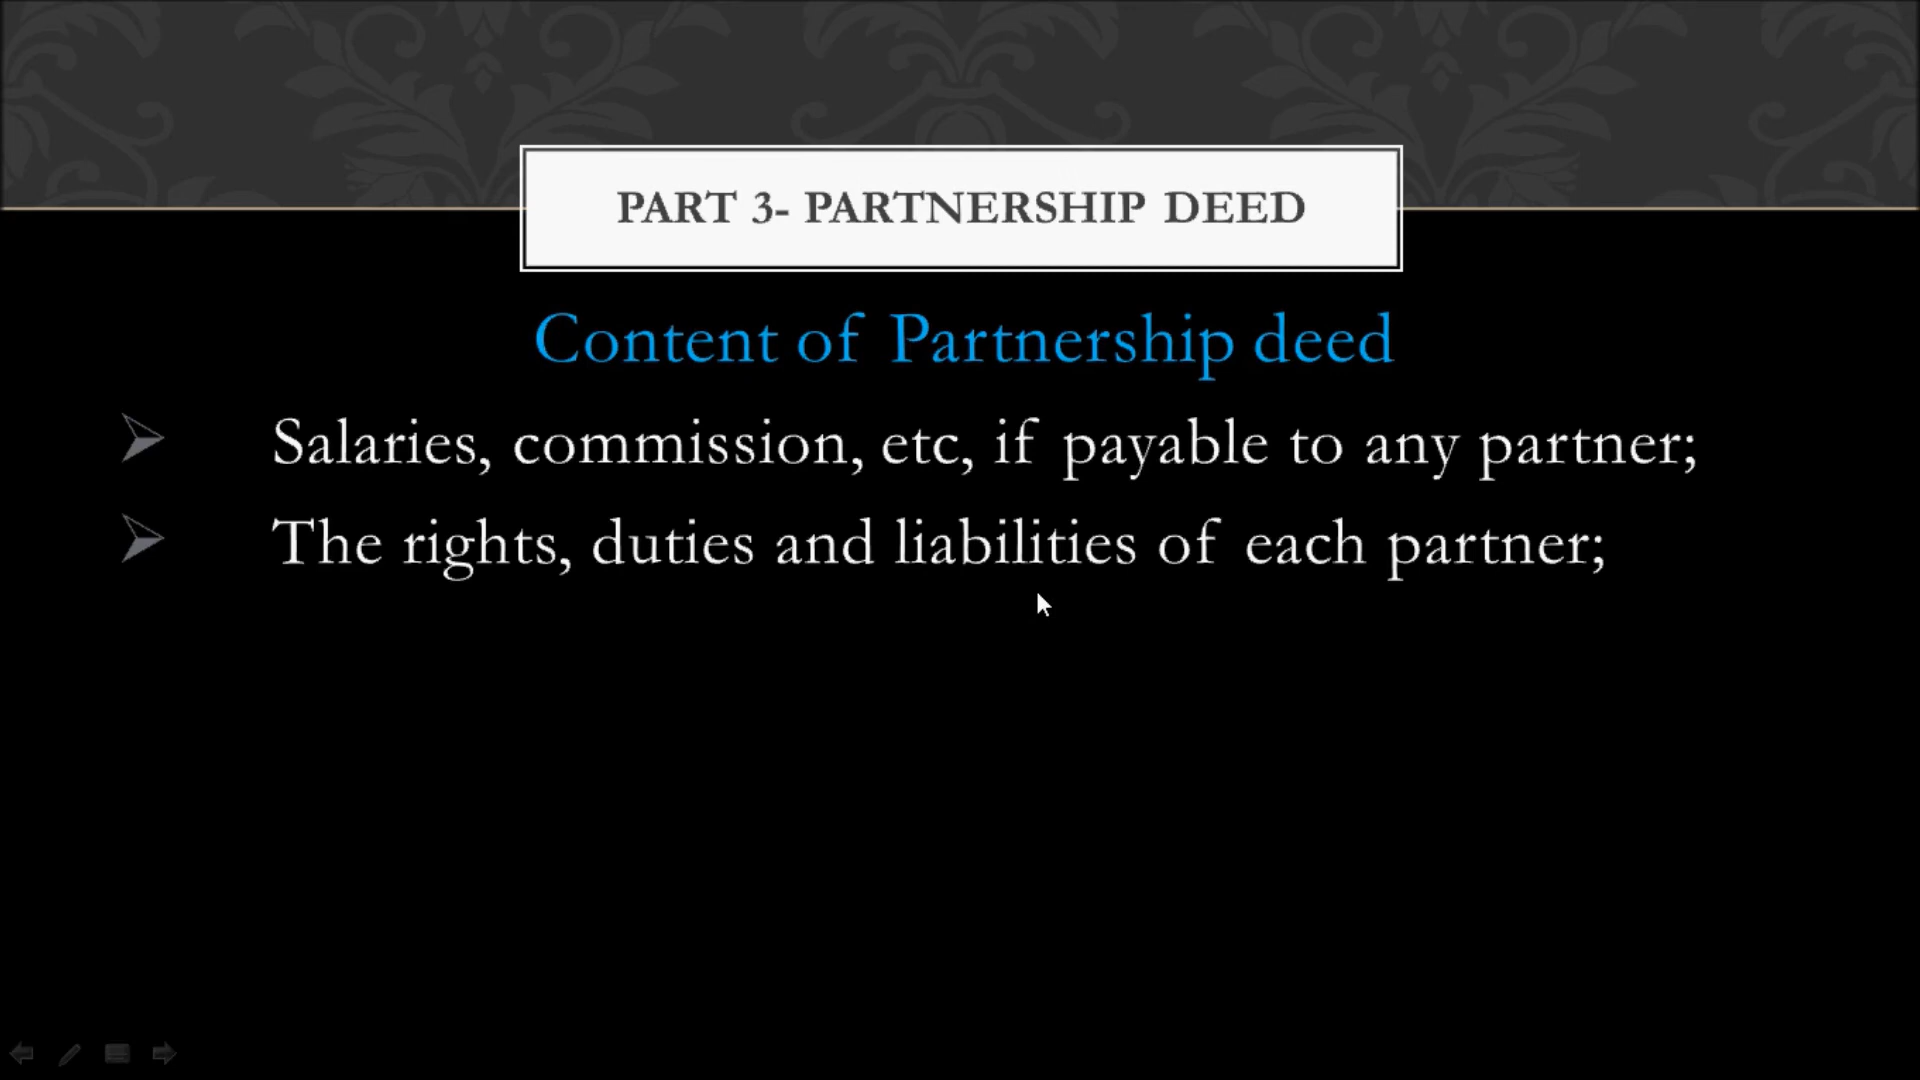 PART 3- PARTNERSHIP DEED
Content of Partnership deed
Salaries, commission, etc, if payable to any partner;
The rights, duties and liabilities of each partner;